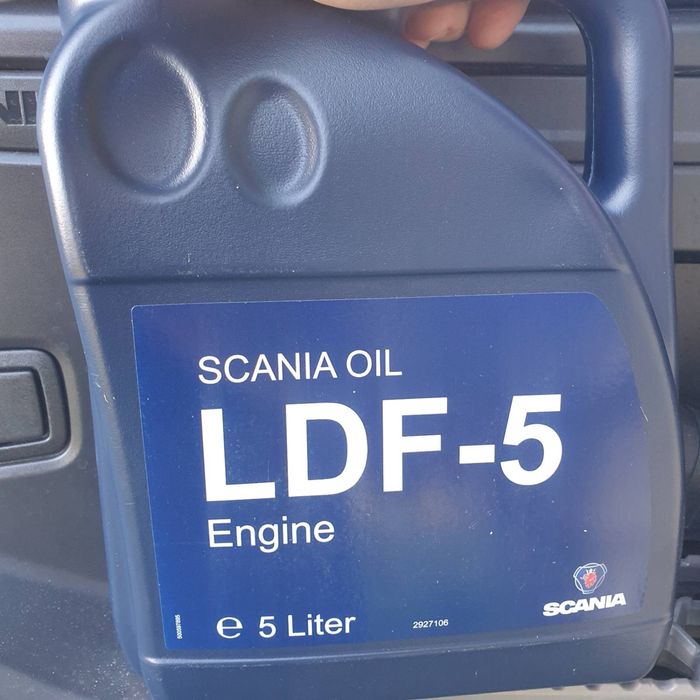 SCANIA OIL
LDF-5
Engine
℮ 5 Liter
2927106
SCANIA